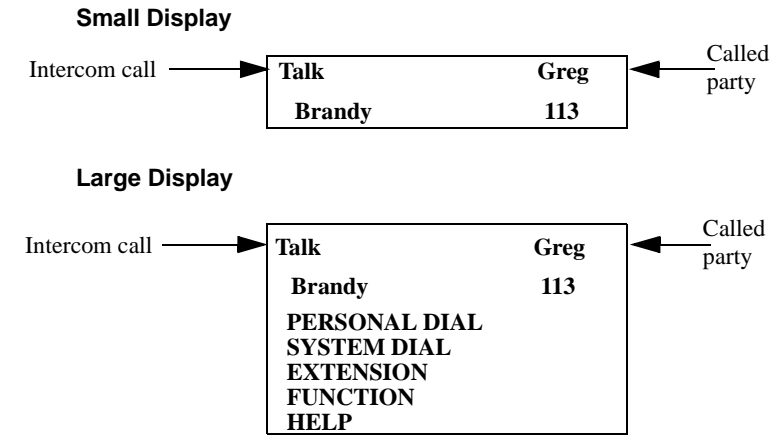 Small Display
Intercom call
Talk Greg
Called
party
Brandy 113
Large Display
Intercom call
Talk Greg
Called
party
Brandy 113
PERSONAL DIAL
SYSTEM DIAL
EXTENSION
FUNCTION
HELP